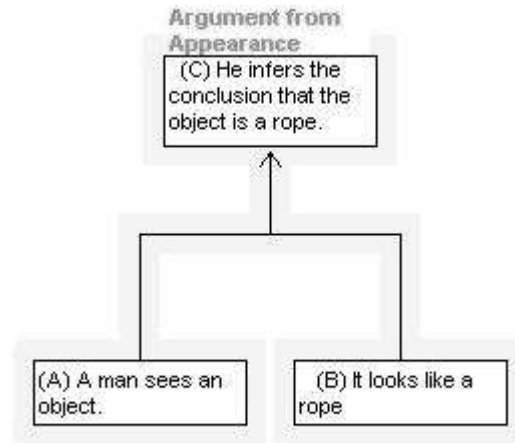 Argument from
Appearance
(C) He infers the
conclusion that the
object is a rope.
(A) A man sees an
object.
(B) It looks like a
rope